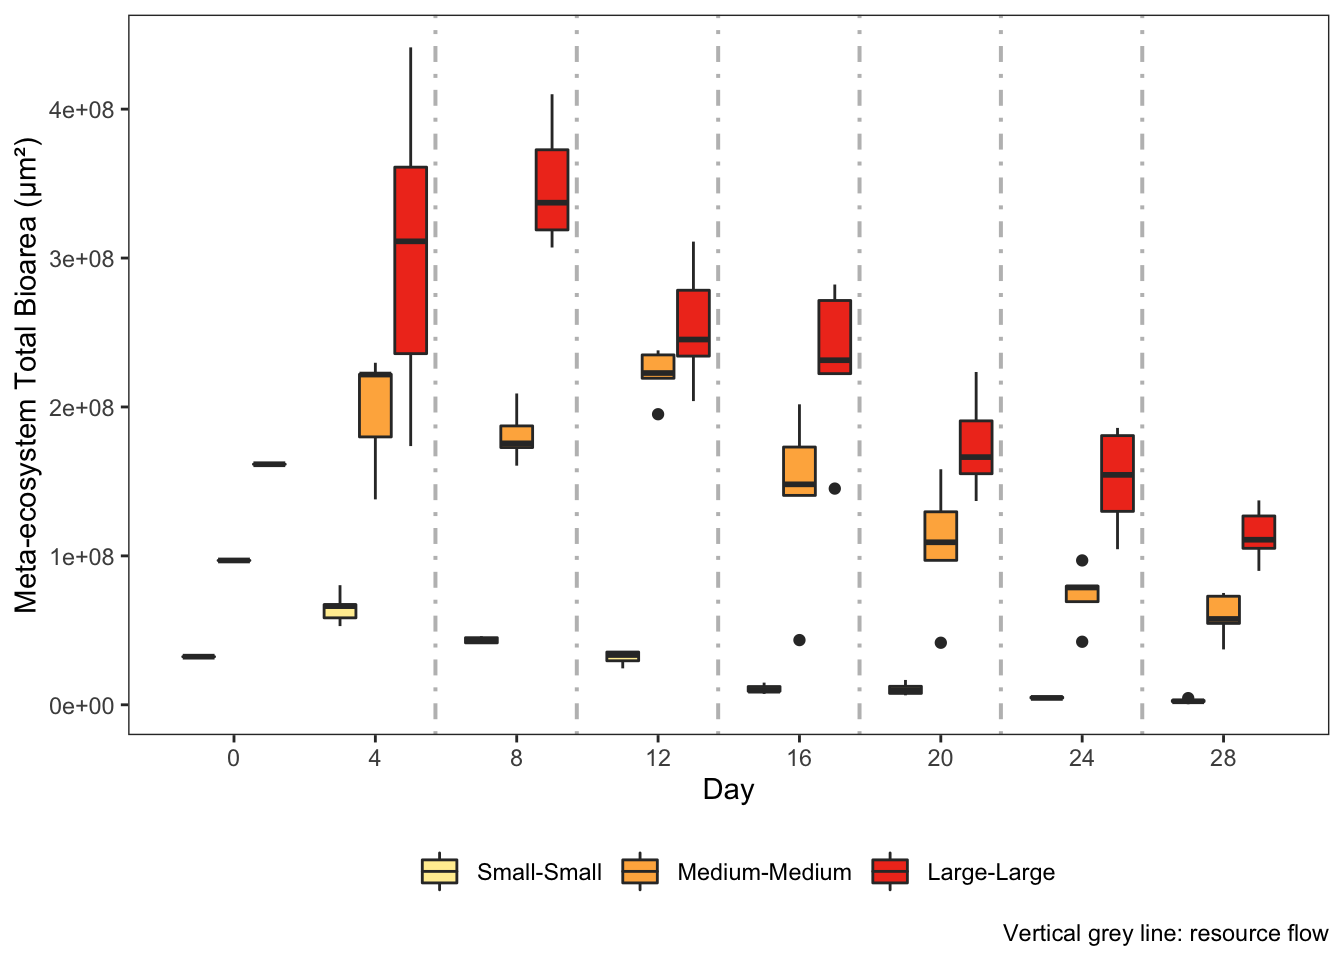 Meta-ecosystem Total Bioarea (µm²)
4e+08
3e+08
2e+08
1e+08
0e+00
0 4 8 12 16 20 24 28
Day
Small-Small Medium-Medium Large-Large
Vertical grey line: resource flow